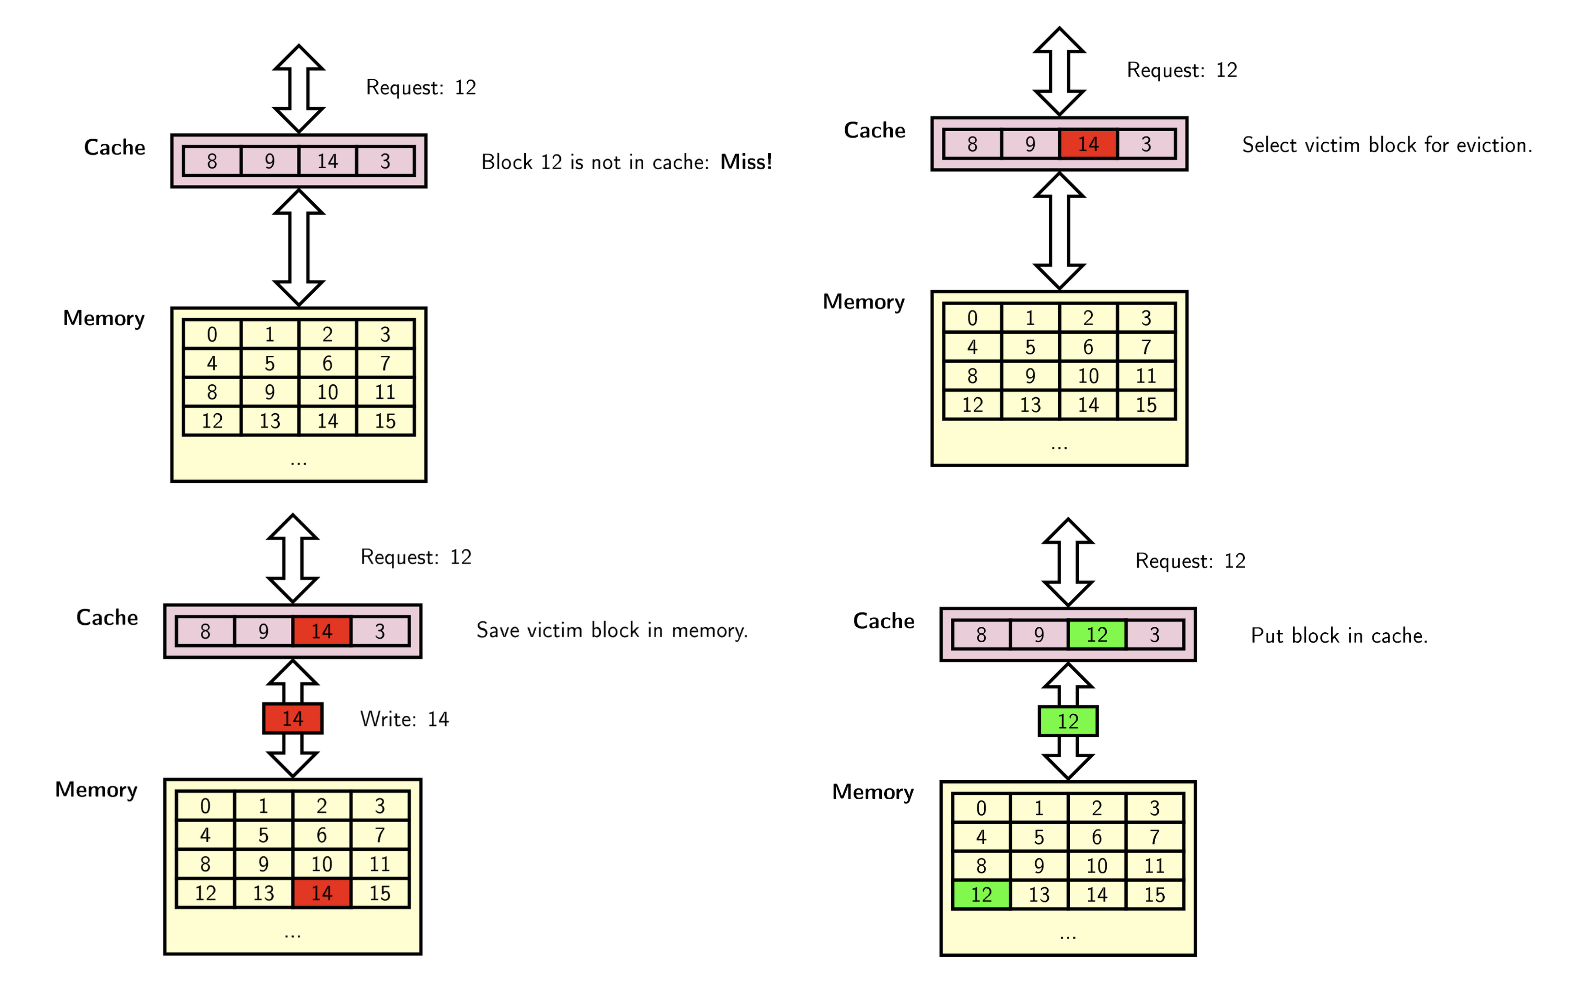 Request: 12
Cache
8 9 14 3
Block 12 is not in cache: Miss!
Memory
0 1 2 3
4 5 6 7
8 9 10 11
12 13 14 15
...
Request: 12
Cache
8 9 14 3
Select victim block for eviction.
Memory
0 1 2 3
4 5 6 7
8 9 10 11
12 13 14 15
...
Request: 12
Cache
8 9 14 3
Save victim block in memory.
14
Write: 14
Memory
0 1 2 3
4 5 6 7
8 9 10 11
12 13 14 15
...
Request: 12
Cache
8 9 12 3
Put block in cache.
12
Memory
0 1 2 3
4 5 6 7
8 9 10 11
12 13 14 15
...